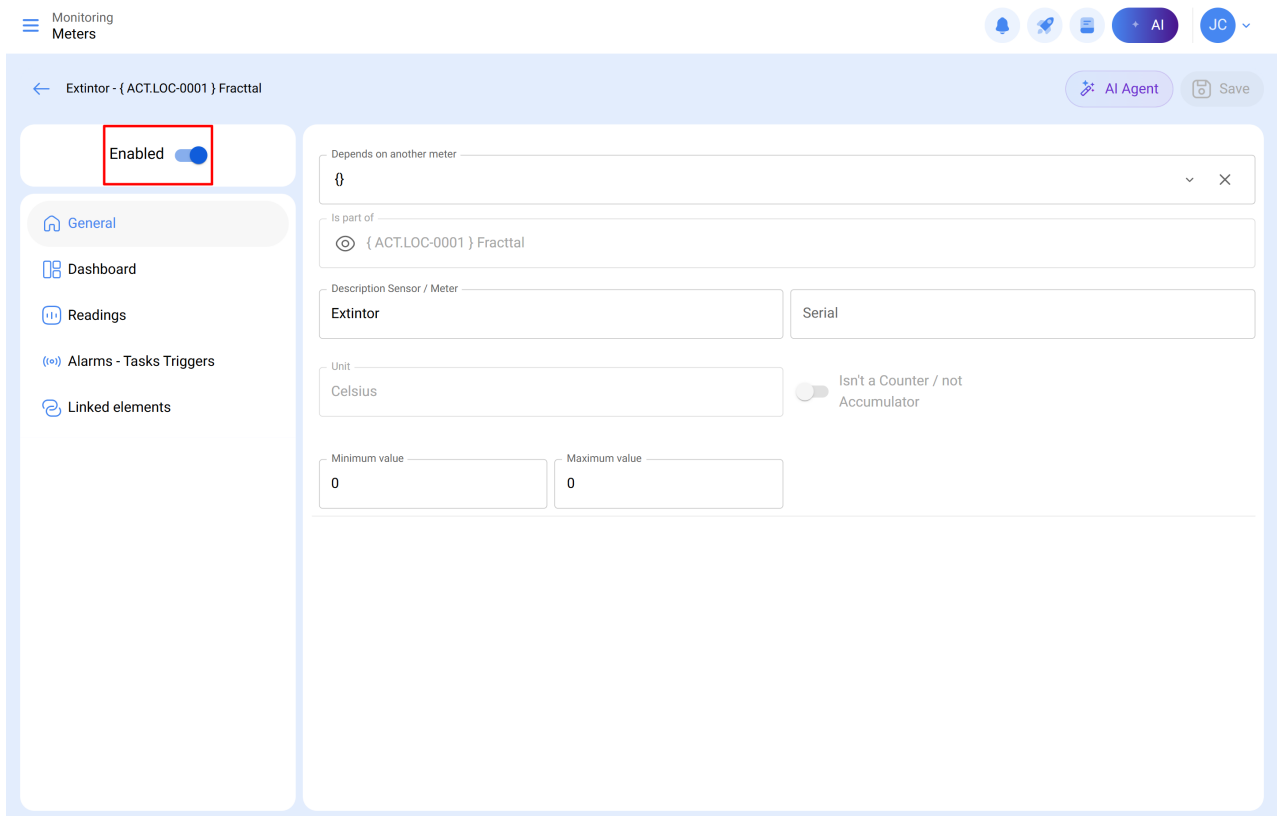 Monitoring
Meters
AI
JC
Extintor - { ACT.LOC-0001 } Fracttal
AI Agent
Save
Enabled
General
Dashboard
Readings
Alarms - Tasks Triggers
Linked elements
Depends on another meter
{}
Is part of
{ ACT.LOC-0001 } Fracttal
Description Sensor / Meter
Extintor
Serial
Unit
Celsius
Isn't a Counter / not
Accumulator
Minimum value
0
Maximum value
0